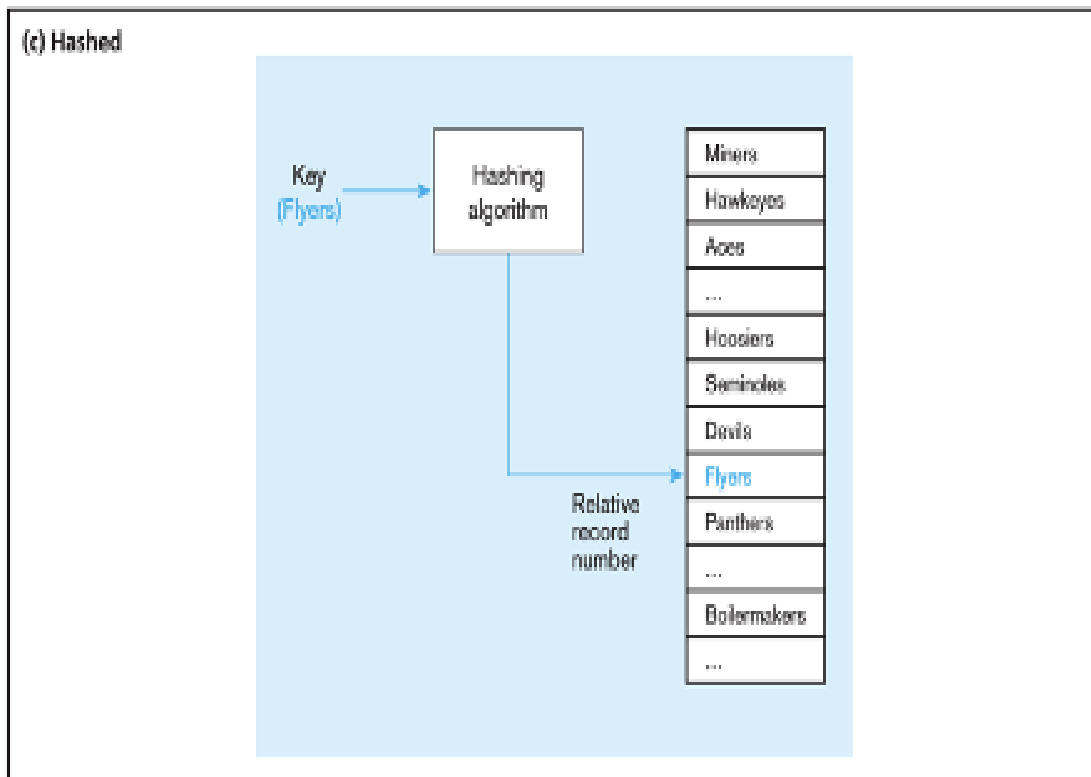 (c) Hashed
Key
(Flyers)
Hashing
algorithm
Relative
record
number
Miners
Hawkeyes
Aces
...
Hoosiers
Seminoles
Devils
Flyers
Panthers
...
Boilermakers
...